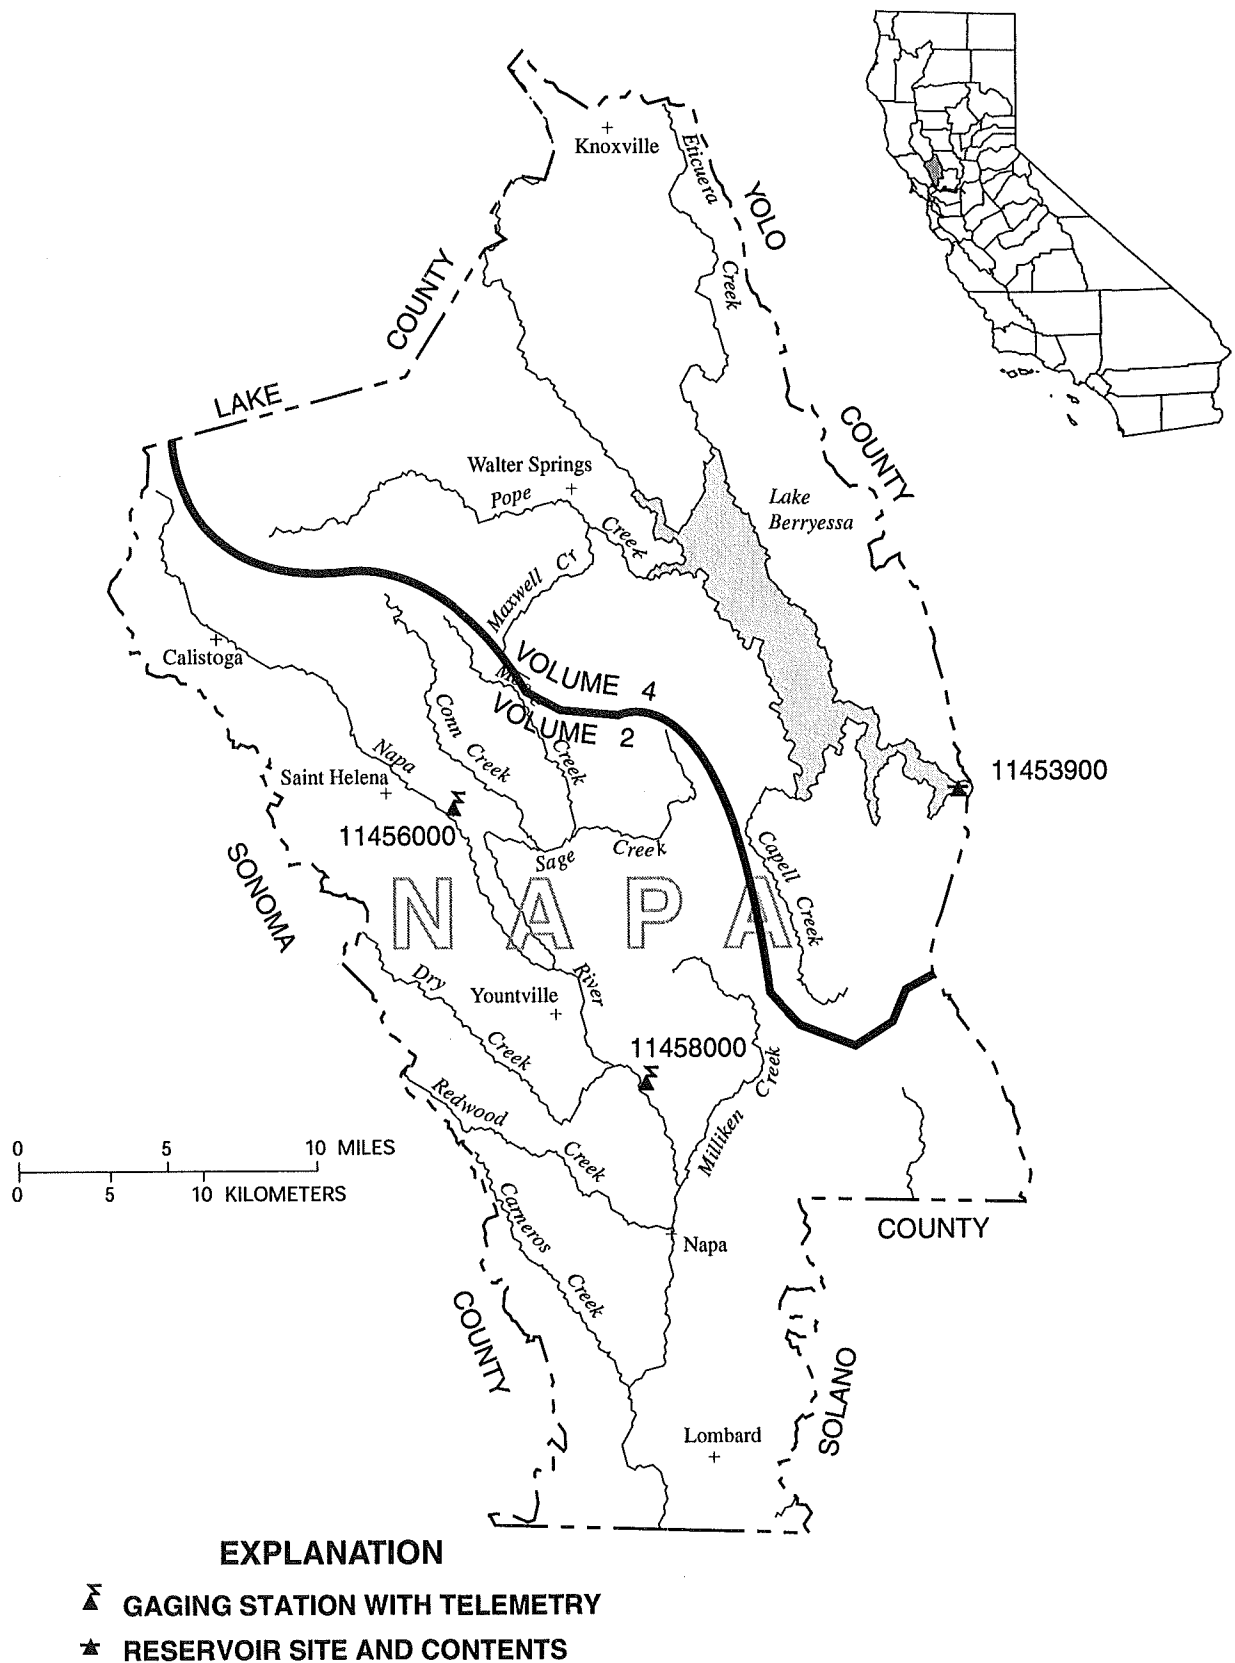 Knoxville
Eticuera
Creek
YOLO
COUNTY
LAKE
COUNTY
Walter Springs
Pope
Creek
Lake
Berryessa
Maxwell Cr
Calistoga
VOLUME 4
VOLUME 2
Conn
Creek
Creek
Napa
Saint Helena
11453900
11456000
Sage
Creek
Capell
Creek
SONOMA
NAPA
Dry
Creek
Yountville
River
11458000
Redwood
Creek
Milliken
Creek
0 5 10 MILES
0 5 10 KILOMETERS
Carneros
Creek
Napa
COUNTY
COUNTY
SOLANO
Lombard
EXPLANATION
GAGING STATION WITH TELEMETRY
RESERVOIR SITE AND CONTENTS